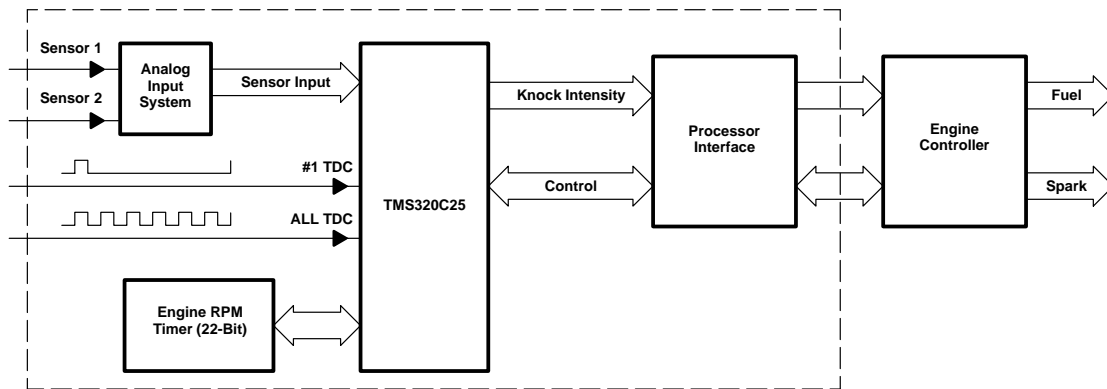 Sensor 1
Analog
Input
System
Sensor 2
Sensor Input
#1 TDC
ALL TDC
Engine RPM
Timer (22-Bit)
TMS320C25
Knock Intensity
Control
Processor
Interface
Engine
Controller
Fuel
Spark